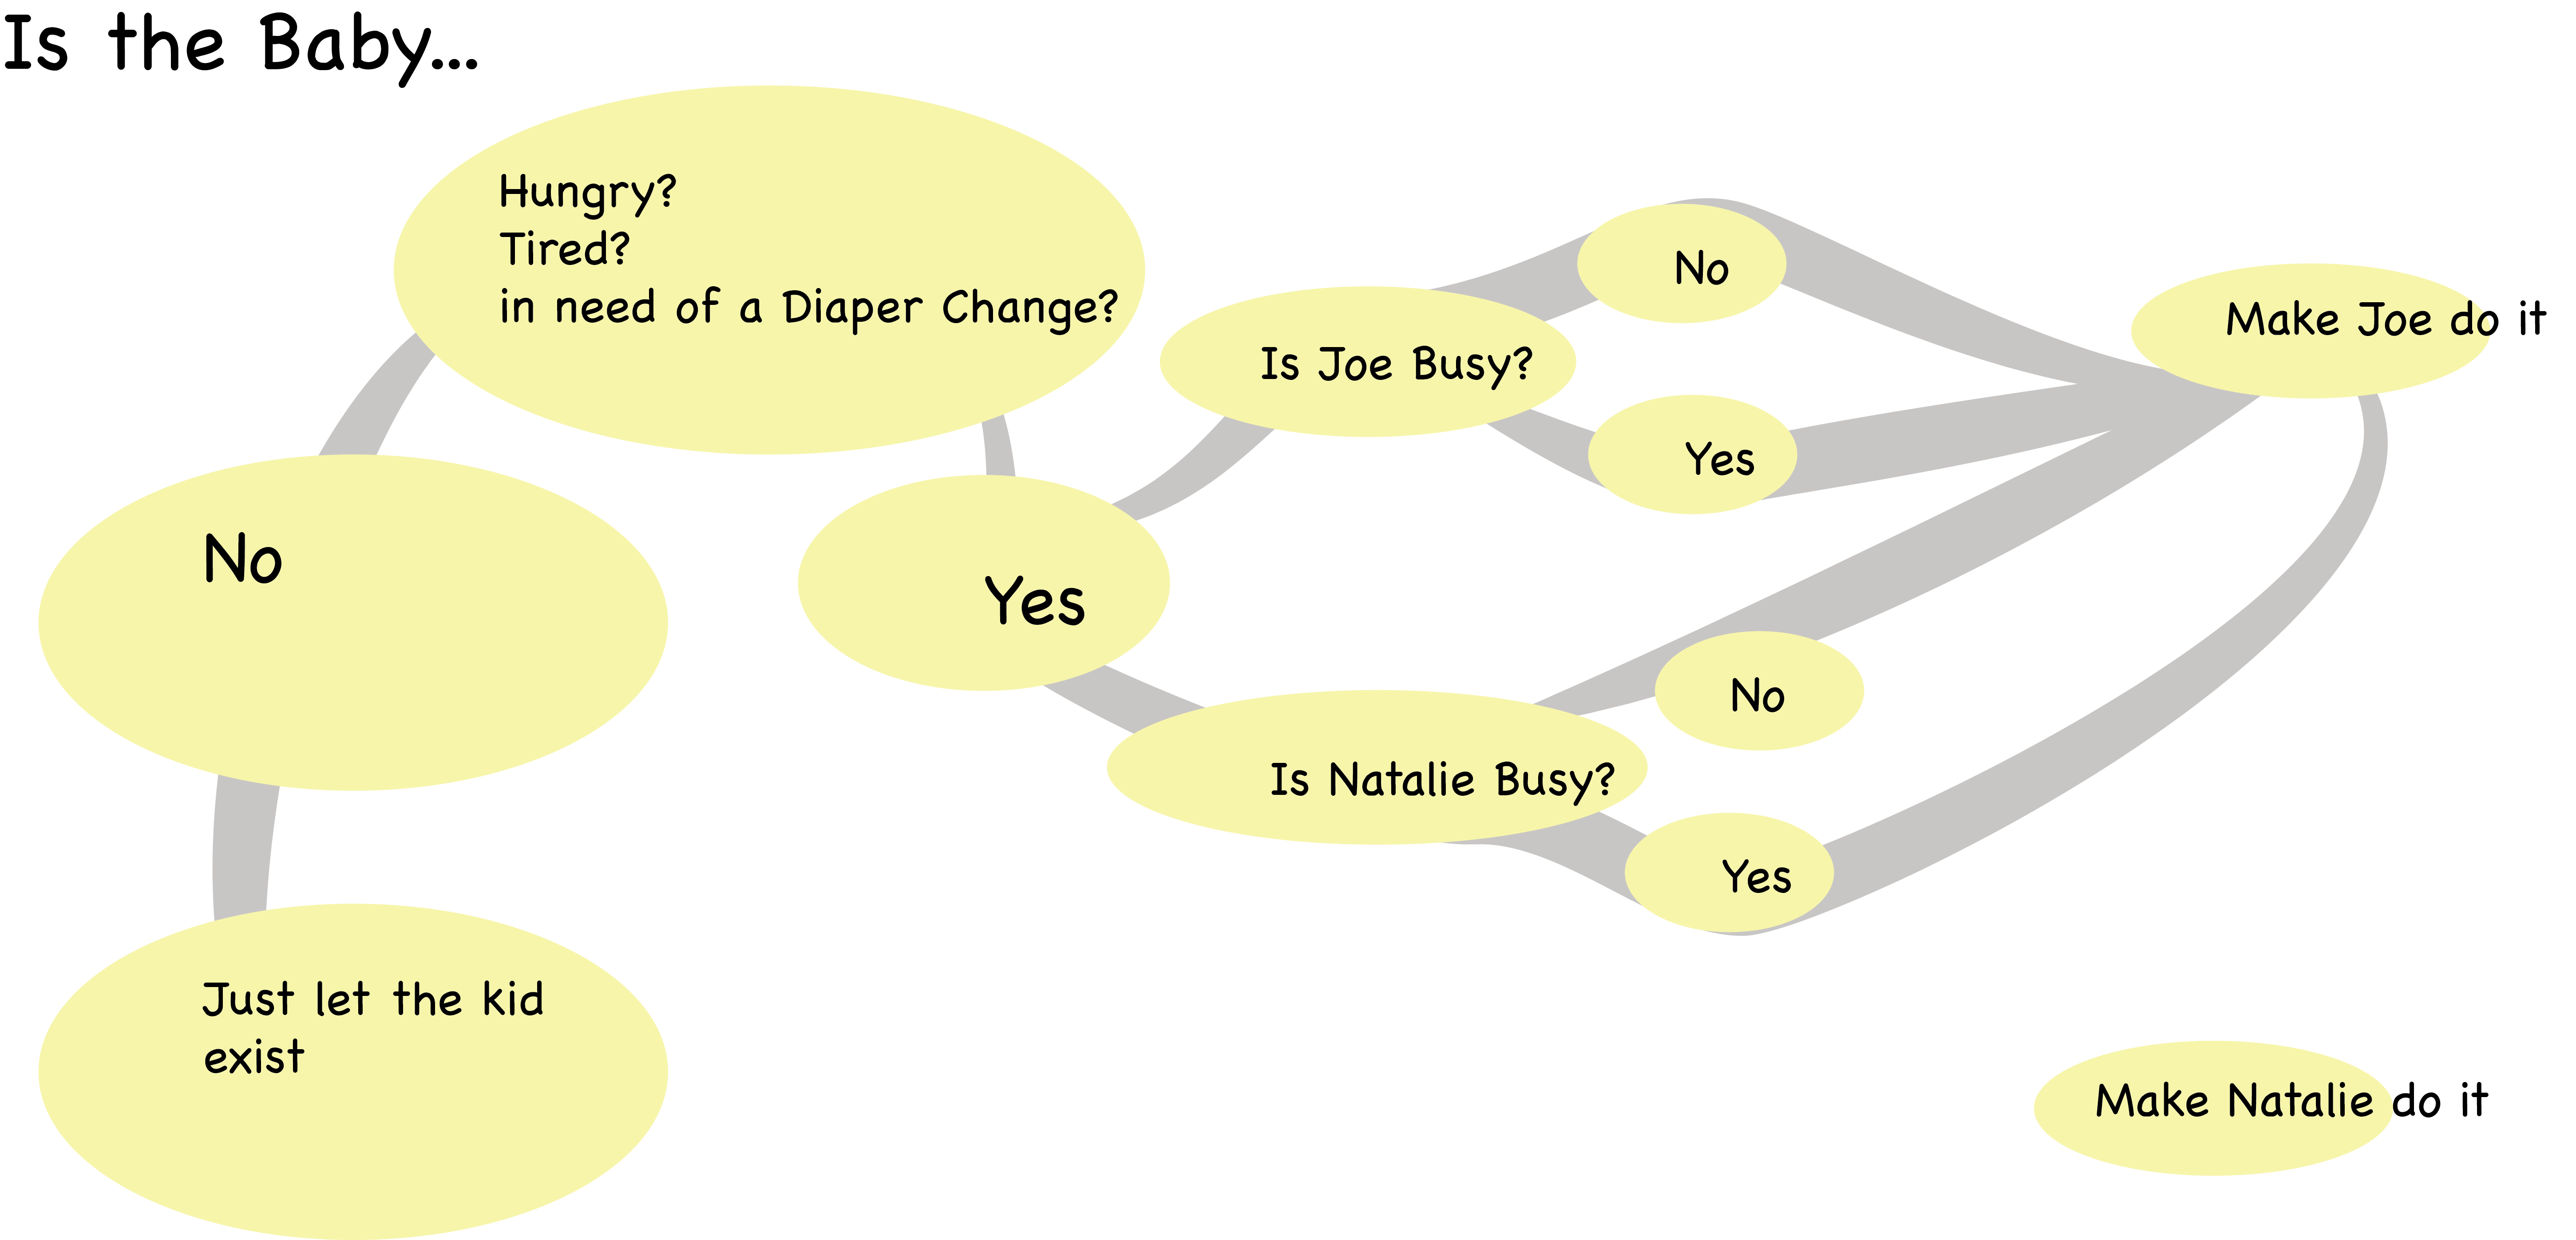 Is the Baby...
Hungry?
Tired?
in need of a Diaper Change?
No
Just let the kid
exist
Yes
Is Joe Busy?
No
Yes
Is Natalie Busy?
No
Yes
Make Joe do it
Make Natalie do it